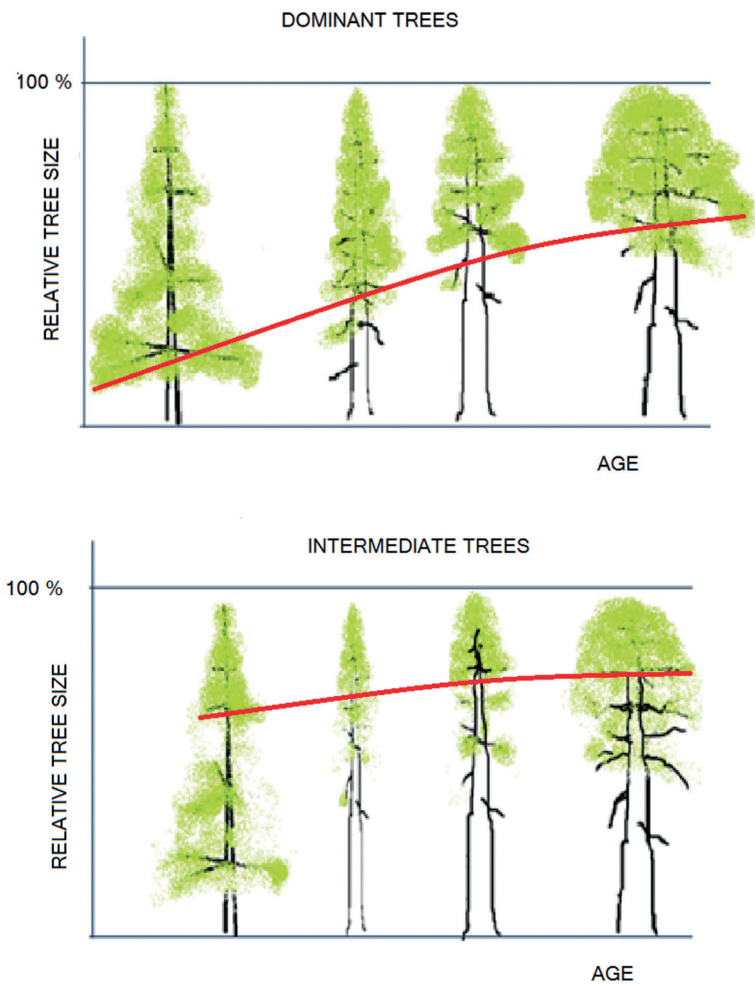 DOMINANT TREES
100 %
RELATIVE TREE SIZE
AGE
INTERMEDIATE TREES
100 %
RELATIVE TREE SIZE
AGE